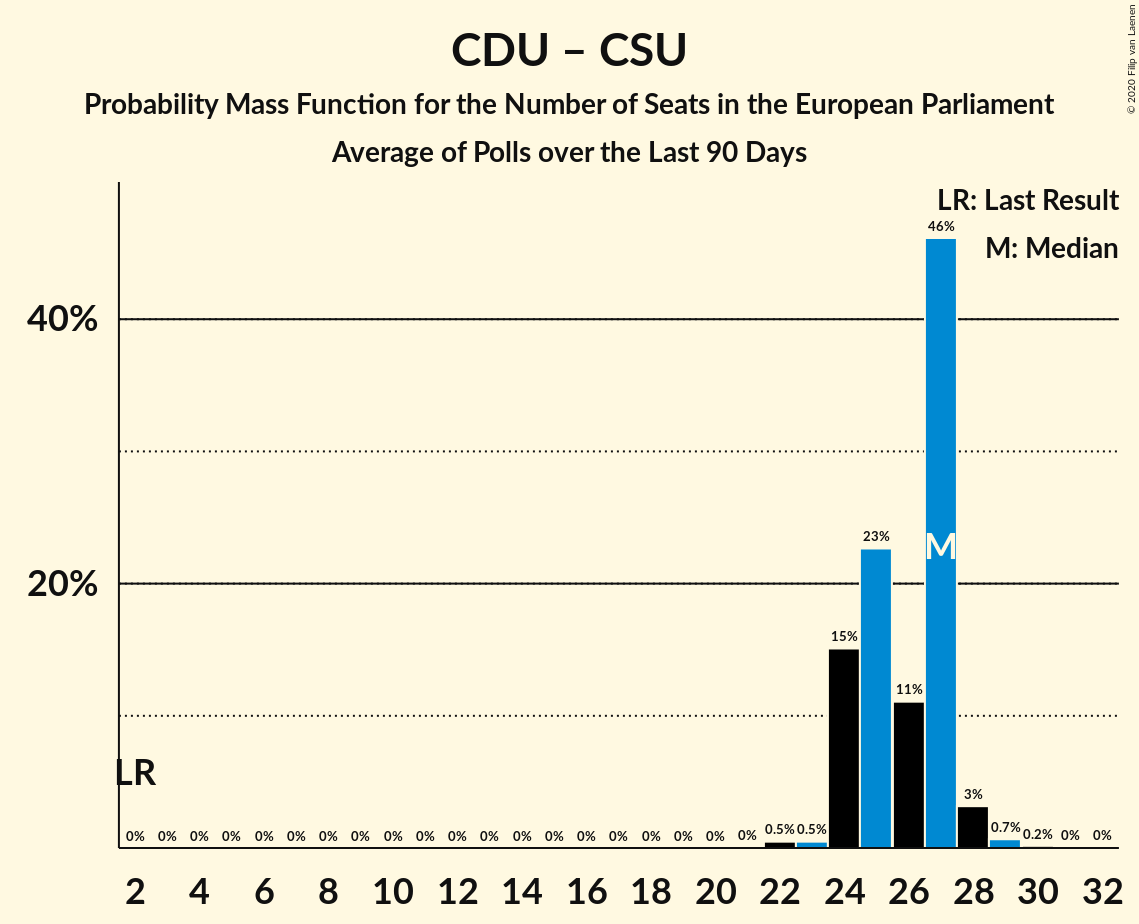 CDU – CSU
Probability Mass Function for the Number of Seats in the European Parliament
Average of Polls over the Last 90 Days
© 2020 Filip van Laenen
LR: Last Result
M: Median
46%
40%
23%
M
20%
15%
11%
LR
3%
0% 0% 0% 0% 0% 0% 0% 0% 0% 0% 0% 0% 0% 0% 0% 0% 0% 0% 0% 0% 0.5% 0.5% 0.7% 0.2% 0% 0%
2 4 6 8 10 12 14 16 18 20 22 24 26 28 30 32